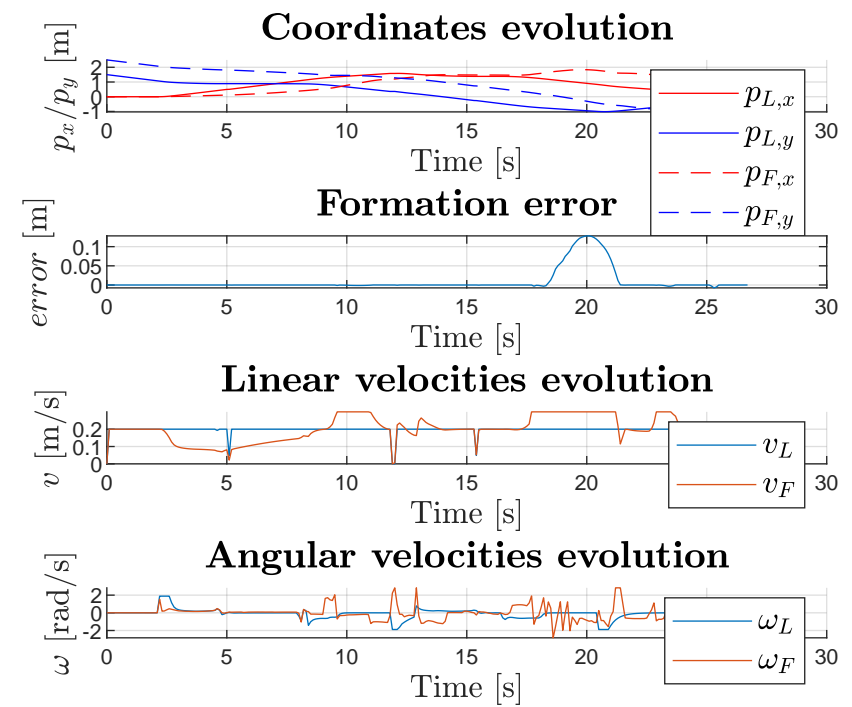 Coordinates evolution
p_x/p_y [m]
2
1
0
-1
0 5 10 15 20 30
Time [s]
p_{L,x}
p_{L,y}
p_{F,x}
p_{F,y}
Formation error
error [m]
0.1
0.05
0
0 5 10 15 20 25 30
Time [s]
Linear velocities evolution
v [m/s]
0.2
0.1
0
0 5 10 15 20 30
Time [s]
v_L
v_F
Angular velocities evolution
ω [rad/s]
2
0
-2
0 5 10 15 20 30
Time [s]
ω_L
ω_F